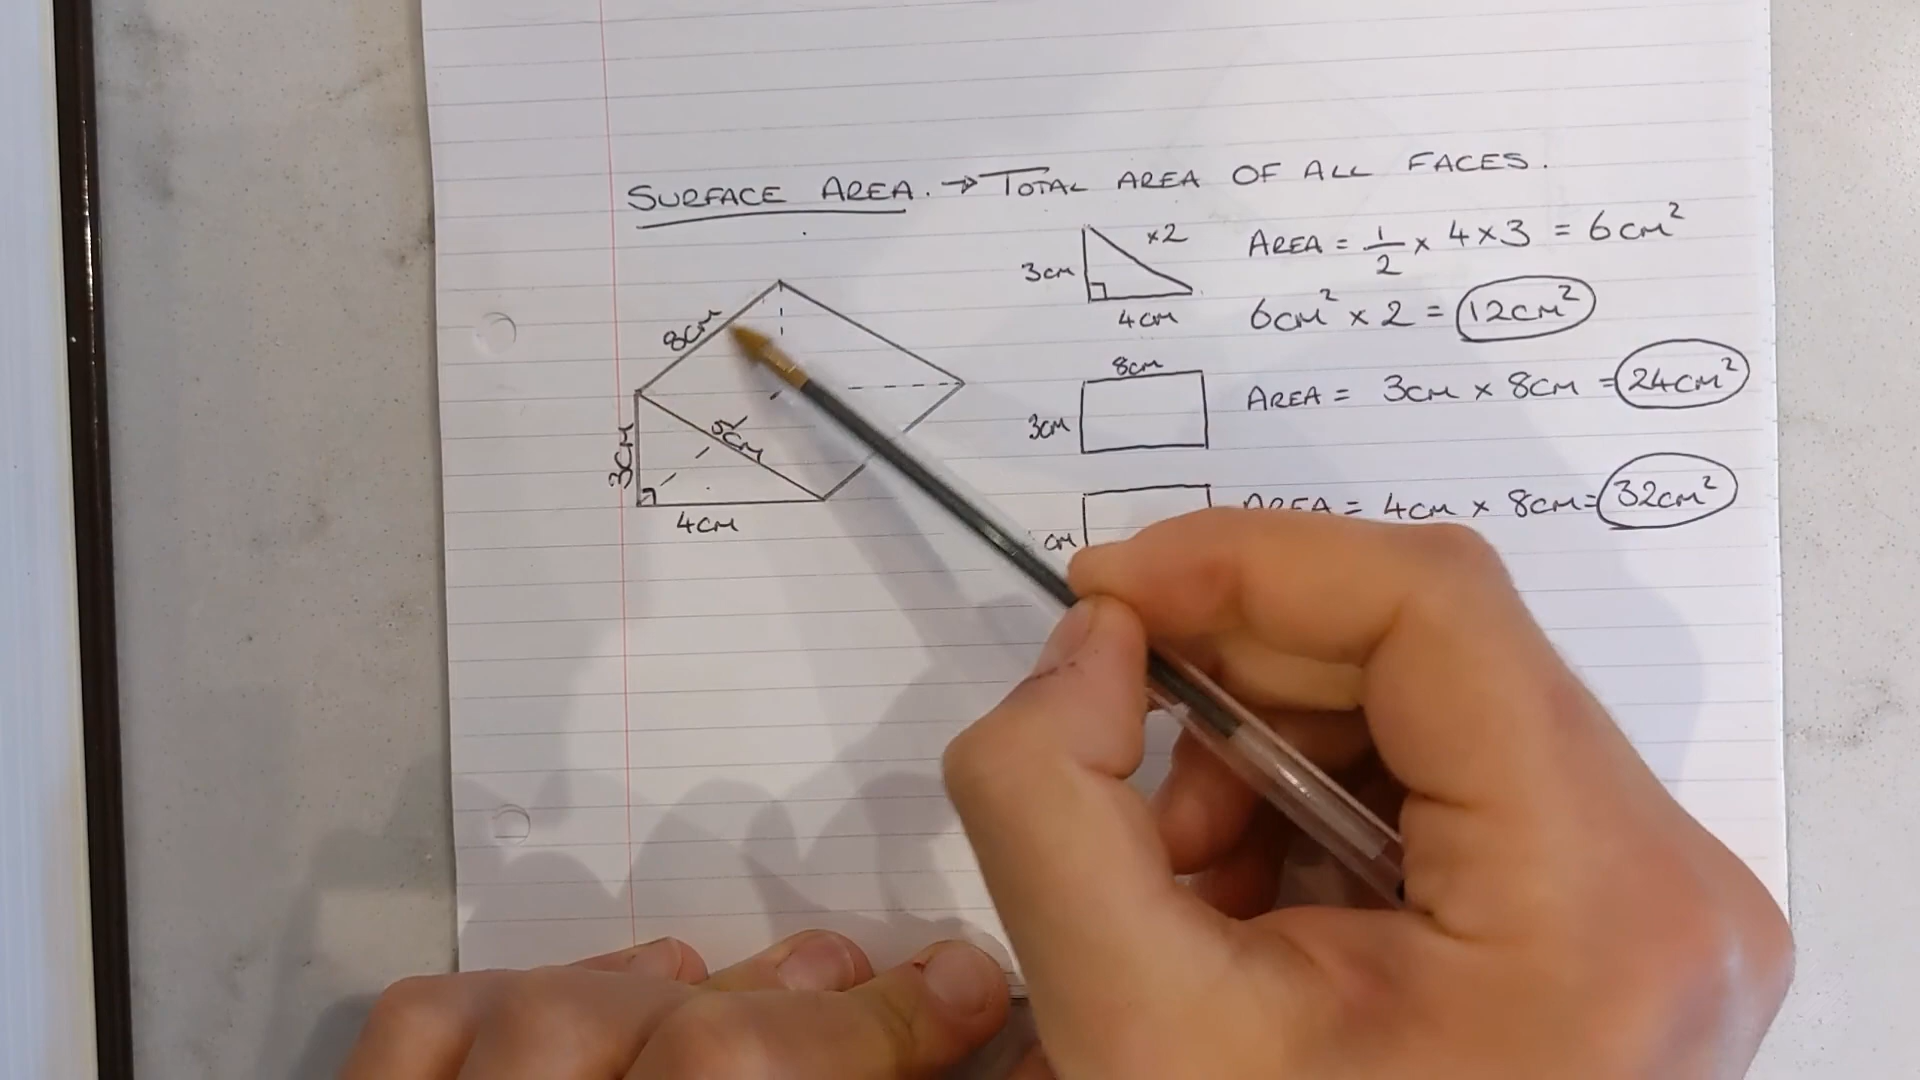 SURFACE AREA. → TOTAL AREA OF ALL FACES.
8cm
3cm
5cm
4cm
×2
3cm
4cm
AREA = 1/2 × 4×3 = 6cm²
6cm² × 2 = 12cm²
8cm
3cm
AREA = 3cm × 8cm = 24cm²
cm
AREA = 4cm × 8cm = 32cm²